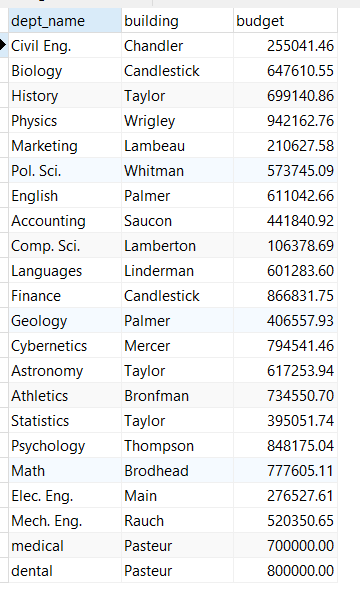 dept_name building budget
Civil Eng. Chandler 255041.46
Biology Candlestick 647610.55
History Taylor 699140.86
Physics Wrigley 942162.76
Marketing Lambeau 210627.58
Pol. Sci. Whitman 573745.09
English Palmer 611042.66
Accounting Saucon 441840.92
Comp. Sci. Lamberton 106378.69
Languages Linderman 601283.60
Finance Candlestick 866831.75
Geology Palmer 406557.93
Cybernetics Mercer 794541.46
Astronomy Taylor 617253.94
Athletics Bronfman 734550.70
Statistics Taylor 395051.74
Psychology Thompson 848175.04
Math Brodhead 777605.11
Elec. Eng. Main 276527.61
Mech. Eng. Rauch 520350.65
medical Pasteur 700000.00
dental Pasteur 800000.00